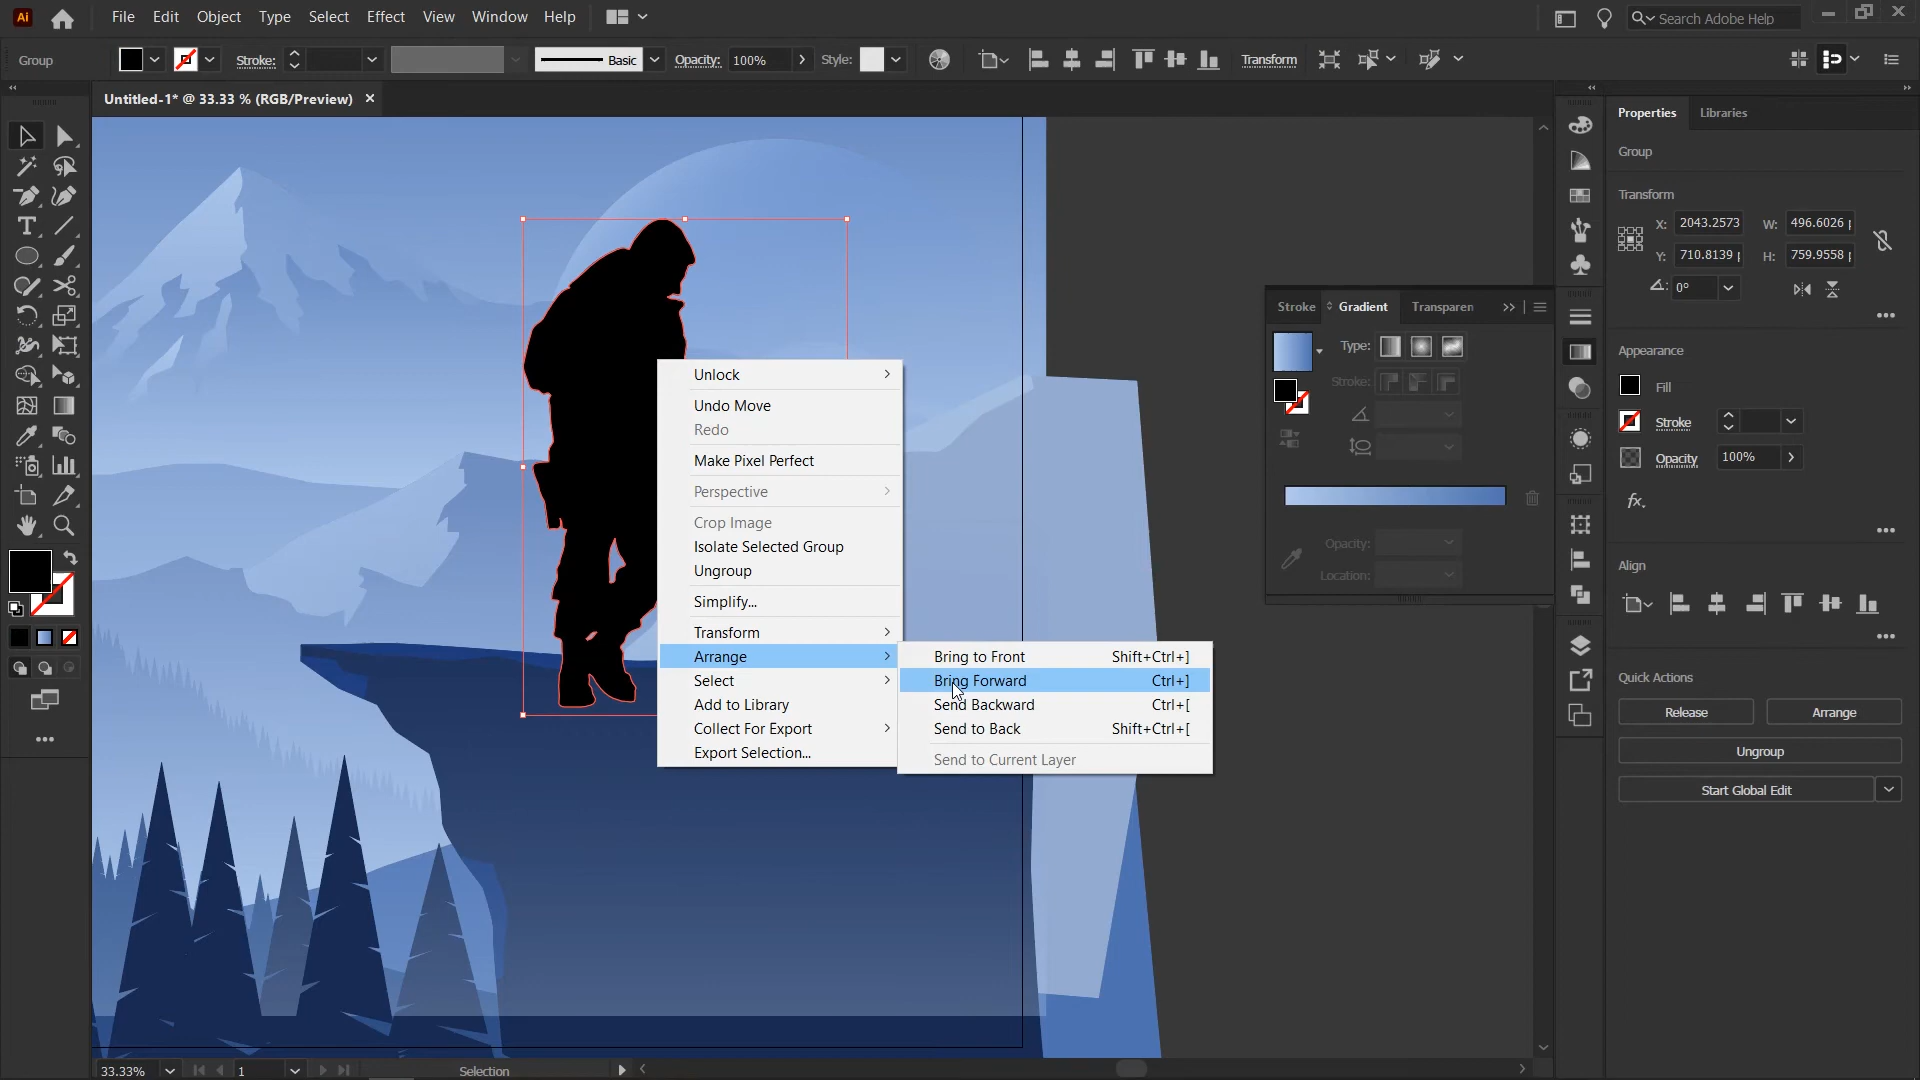 Ai File Edit Object Type Select Effect View Window Help Search Adobe Help
Group Stroke: Basic Opacity: 100% Style: Transform
Untitled-1* @ 33.33 % (RGB/Preview)
Properties Libraries
Group
Transform
X: 2043.2573 W: 496.6026
Y: 710.8139 H: 759.9558
0°
Stroke Gradient Transparen
Type:
Stroke:
Opacity:
Location:
Appearance
Fill
Stroke
Opacity 100%
fx.
Align
Quick Actions
Release Arrange
Ungroup
Start Global Edit
Unlock
Undo Move
Redo
Make Pixel Perfect
Perspective
Crop Image
Isolate Selected Group
Ungroup
Simplify...
Transform
Arrange
Select
Add to Library
Collect For Export
Export Selection...
Bring to Front Shift+Ctrl+]
Bring Forward Ctrl+]
Send Backward Ctrl+[
Send to Back Shift+Ctrl+[
Send to Current Layer
33.33% 1 Selection